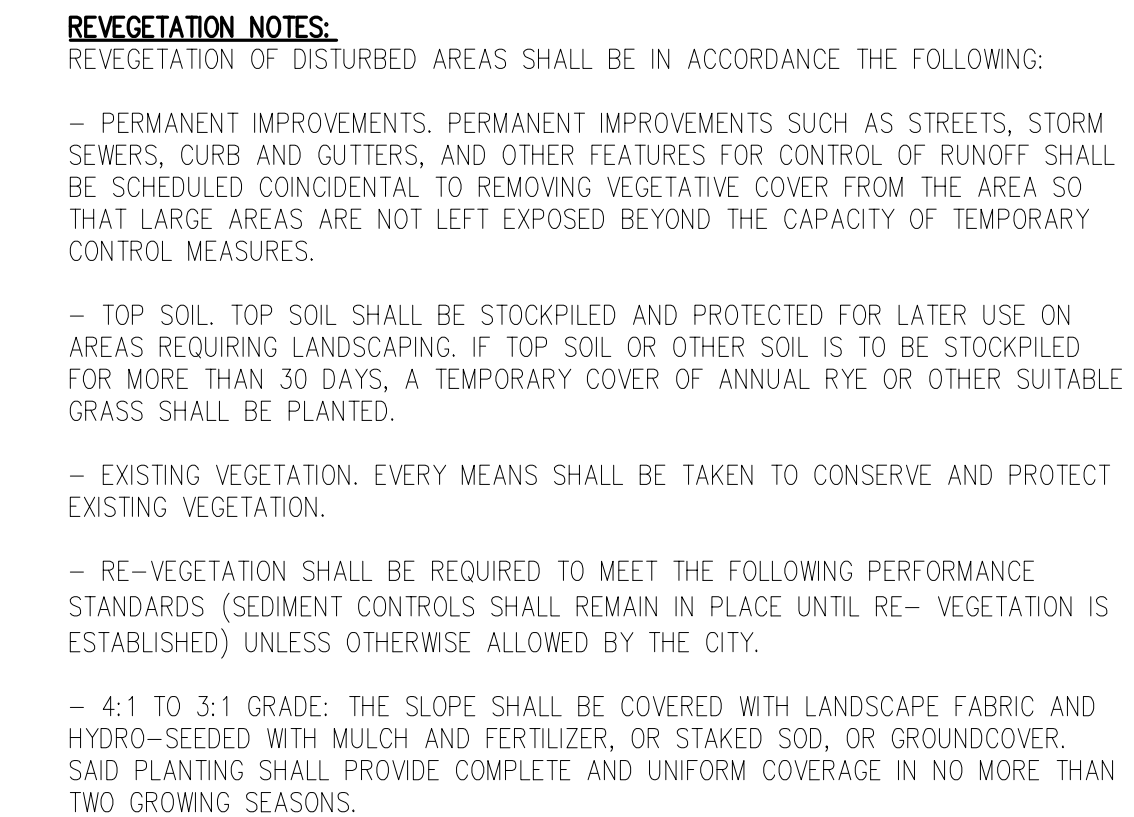 REVEGETATION NOTES:
REVEGETATION OF DISTURBED AREAS SHALL BE IN ACCORDANCE THE FOLLOWING:
- PERMANENT IMPROVEMENTS. PERMANENT IMPROVEMENTS SUCH AS STREETS, STORM
SEWERS, CURB AND GUTTERS, AND OTHER FEATURES FOR CONTROL OF RUNOFF SHALL
BE SCHEDULED COINCIDENTAL TO REMOVING VEGETATIVE COVER FROM THE AREA SO
THAT LARGE AREAS ARE NOT LEFT EXPOSED BEYOND THE CAPACITY OF TEMPORARY
CONTROL MEASURES.
- TOP SOIL. TOP SOIL SHALL BE STOCKPILED AND PROTECTED FOR LATER USE ON
AREAS REQUIRING LANDSCAPING. IF TOP SOIL OR OTHER SOIL IS TO BE STOCKPILED
FOR MORE THAN 30 DAYS, A TEMPORARY COVER OF ANNUAL RYE OR OTHER SUITABLE
GRASS SHALL BE PLANTED.
- EXISTING VEGETATION. EVERY MEANS SHALL BE TAKEN TO CONSERVE AND PROTECT
EXISTING VEGETATION.
- RE-VEGETATION SHALL BE REQUIRED TO MEET THE FOLLOWING PERFORMANCE
STANDARDS (SEDIMENT CONTROLS SHALL REMAIN IN PLACE UNTIL RE- VEGETATION IS
ESTABLISHED) UNLESS OTHERWISE ALLOWED BY THE CITY.
- 4:1 TO 3:1 GRADE: THE SLOPE SHALL BE COVERED WITH LANDSCAPE FABRIC AND
HYDRO-SEEDED WITH MULCH AND FERTILIZER, OR STAKED SOD, OR GROUNDCOVER.
SAID PLANTING SHALL PROVIDE COMPLETE AND UNIFORM COVERAGE IN NO MORE THAN
TWO GROWING SEASONS.